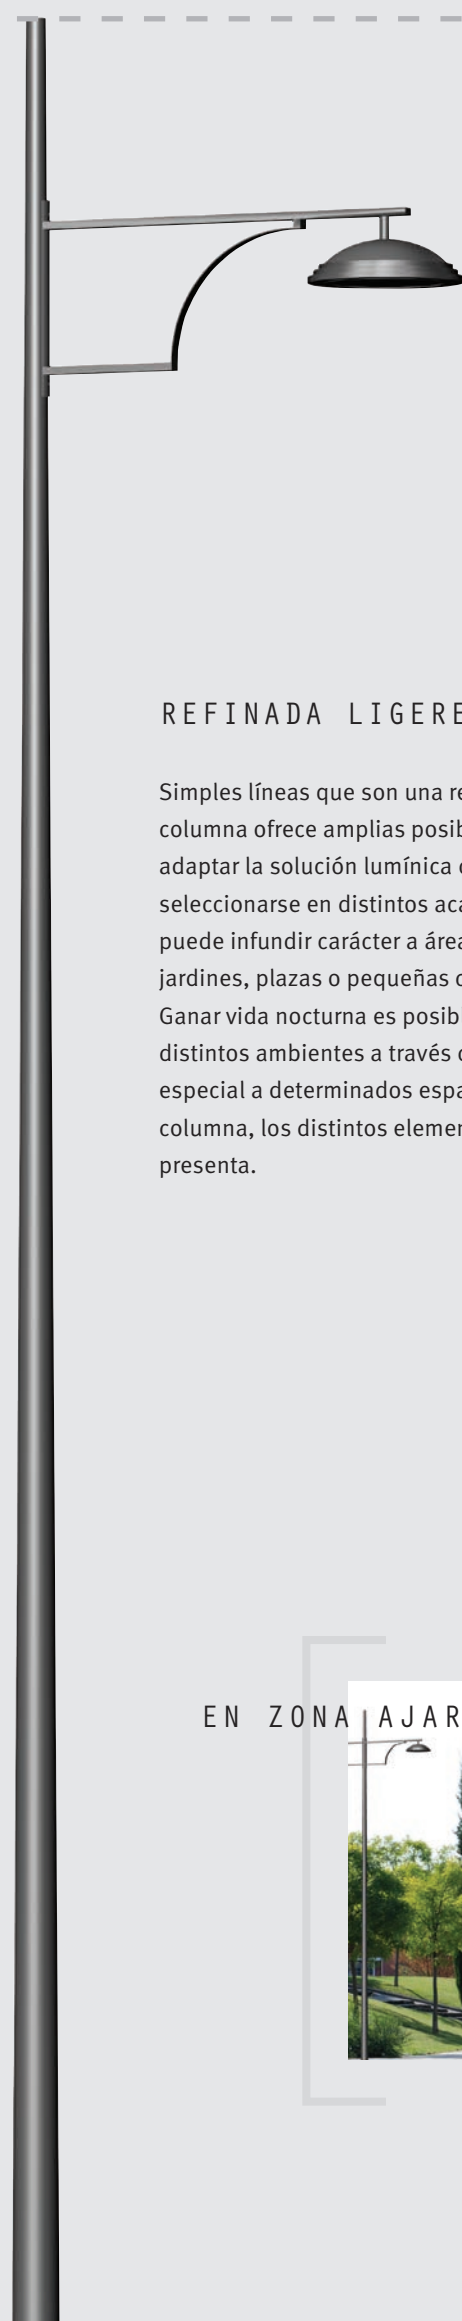 REFINADA LIGERE
Simples líneas que son una re
columna ofrece amplias posib
adaptar la solución lumínica
seleccionarse en distintos aca
puede infundir carácter a área
jardines, plazas o pequeñas
Ganar vida nocturna es posib
distintos ambientes a través
especial a determinados espa
columna, los distintos elemen
presenta.
EN ZONA AJAR